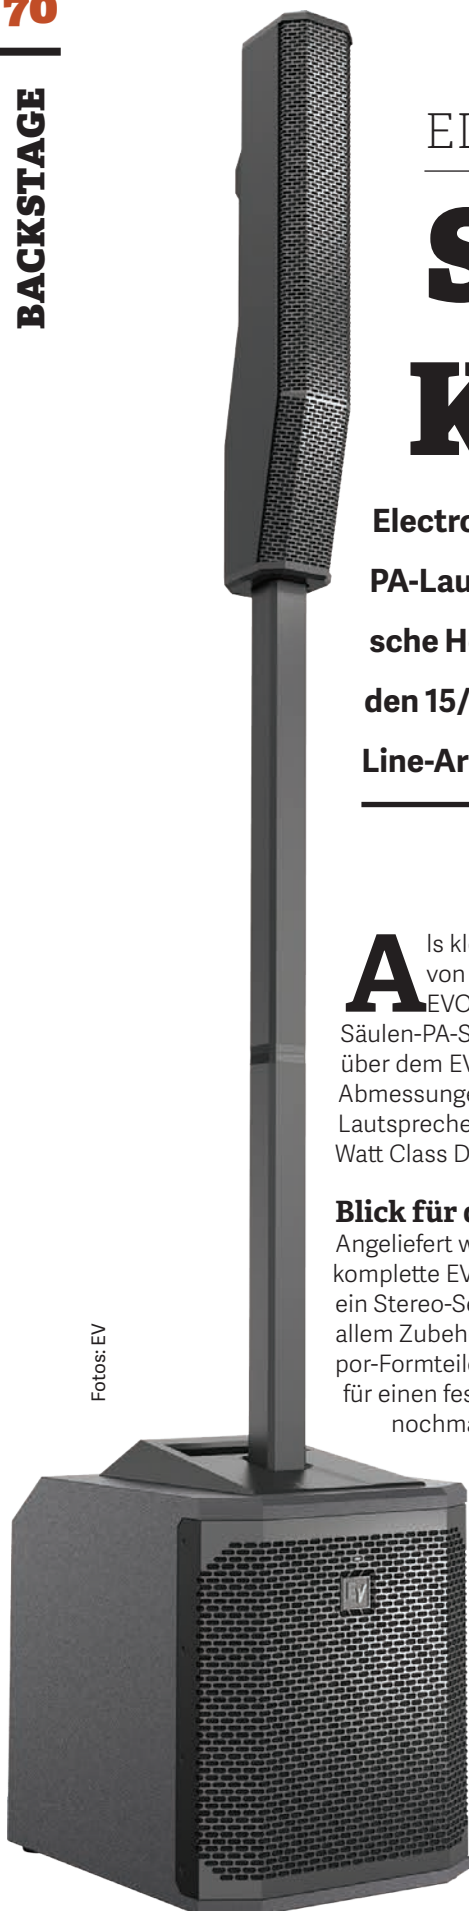 70
BACKSTAGE
EL
S
K
Electro
PA-Lau
sche H
den 15/
Line-Ar
Als kl
von
EVO
Säulen-PA-S
über dem EV
Abmessunge
Lautspreche
Watt Class D
Blick für d
Angeliefert w
komplette EV
ein Stereo-Se
allem Zubeh
por-Formteile
für einen fes
nochma
Fotos: EV
EV